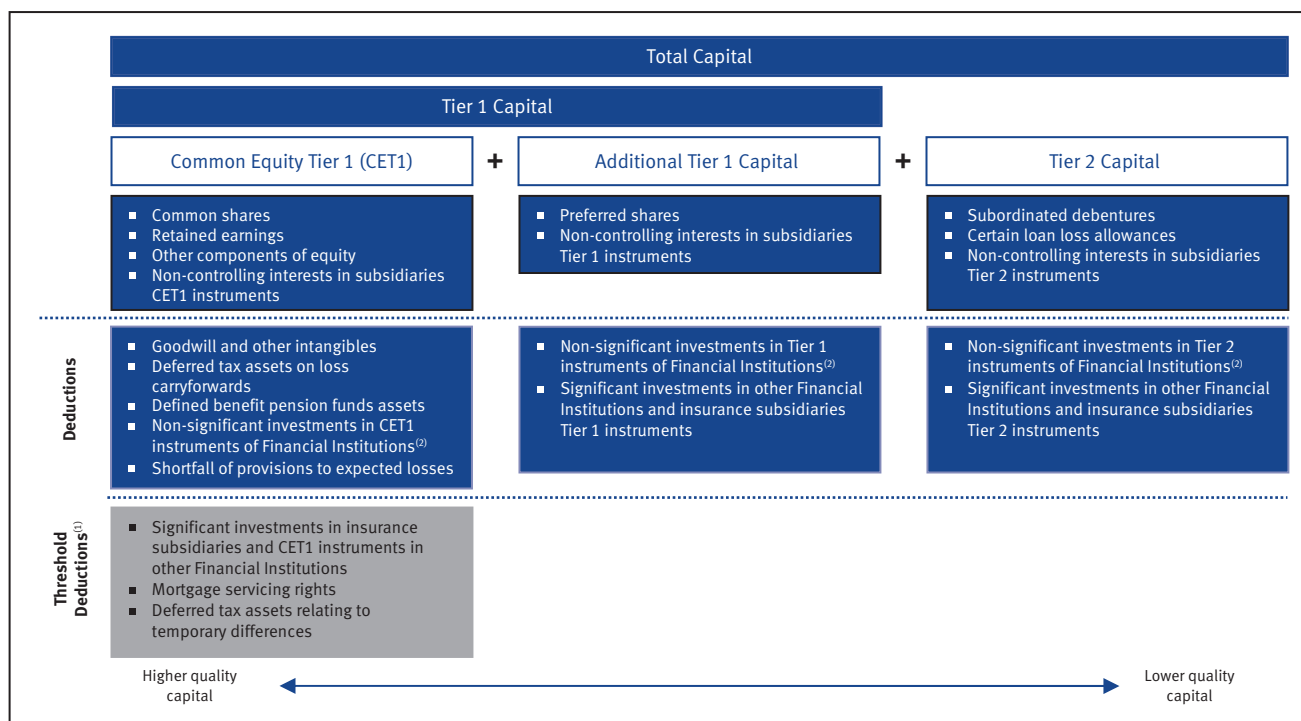 Total Capital
Tier 1 Capital
Common Equity Tier 1 (CET1)
+
Additional Tier 1 Capital
+
Tier 2 Capital
▪ Common shares
▪ Retained earnings
▪ Other components of equity
▪ Non-controlling interests in subsidiaries
CET1 instruments
▪ Preferred shares
▪ Non-controlling interests in subsidiaries
Tier 1 instruments
▪ Subordinated debentures
▪ Certain loan loss allowances
▪ Non-controlling interests in subsidiaries
Tier 2 instruments
Deductions
▪ Goodwill and other intangibles
▪ Deferred tax assets on loss
carryforwards
▪ Defined benefit pension funds assets
▪ Non-significant investments in CET1
instruments of Financial Institutions(2)
▪ Shortfall of provisions to expected losses
▪ Non-significant investments in Tier 1
instruments of Financial Institutions(2)
▪ Significant investments in other Financial
Institutions and insurance subsidiaries
Tier 1 instruments
▪ Non-significant investments in Tier 2
instruments of Financial Institutions(2)
▪ Significant investments in other Financial
Institutions and insurance subsidiaries
Tier 2 instruments
Threshold
Deductions(1)
▪ Significant investments in insurance
subsidiaries and CET1 instruments in
other Financial Institutions
▪ Mortgage servicing rights
▪ Deferred tax assets relating to
temporary differences
Higher quality
capital
Lower quality
capital